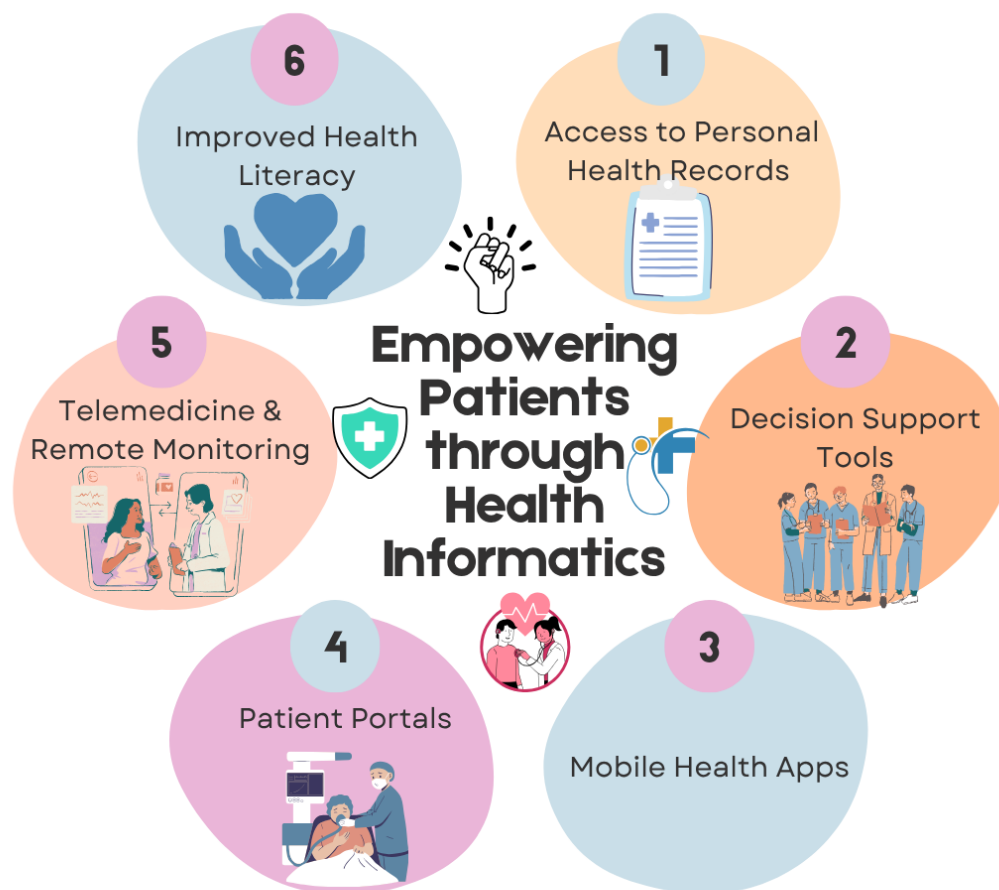 Empowering
Patients
through
Health
Informatics
1
Access to Personal
Health Records
2
Decision Support
Tools
3
Mobile Health Apps
4
Patient Portals
5
Telemedicine &
Remote Monitoring
6
Improved Health
Literacy